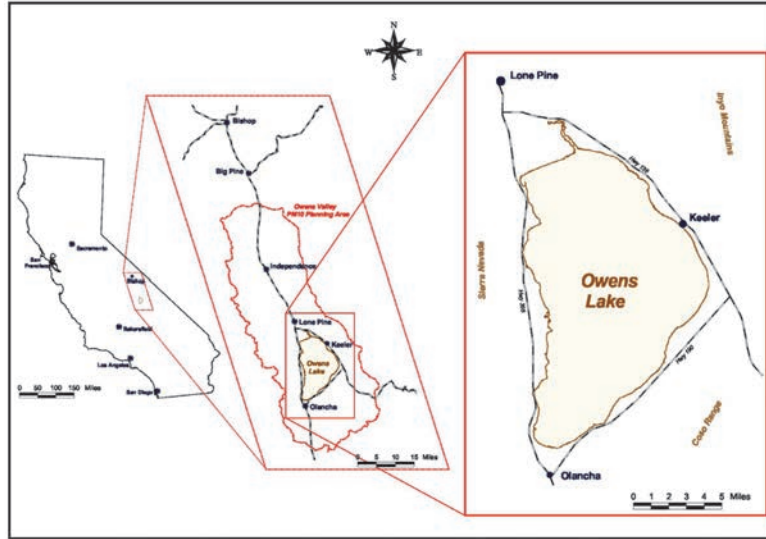 N
W E
S
Sacramento
San
Francisco
Bishop
Bakersfield
Los Angeles
San Diego
0 50 100 150 Miles
Bishop
Big Pine
Owens Valley
PM10 Planning Area
Independence
Lone Pine
Keeler
Owens
Lake
Olancha
0 5 10 15 Miles
Lone Pine
Inyo Mountains
Hwy 136
Keeler
Sierra Nevada
Hwy 395
Owens
Lake
Hwy 190
Coso Range
Olancha
0 1 2 3 4 5 Miles